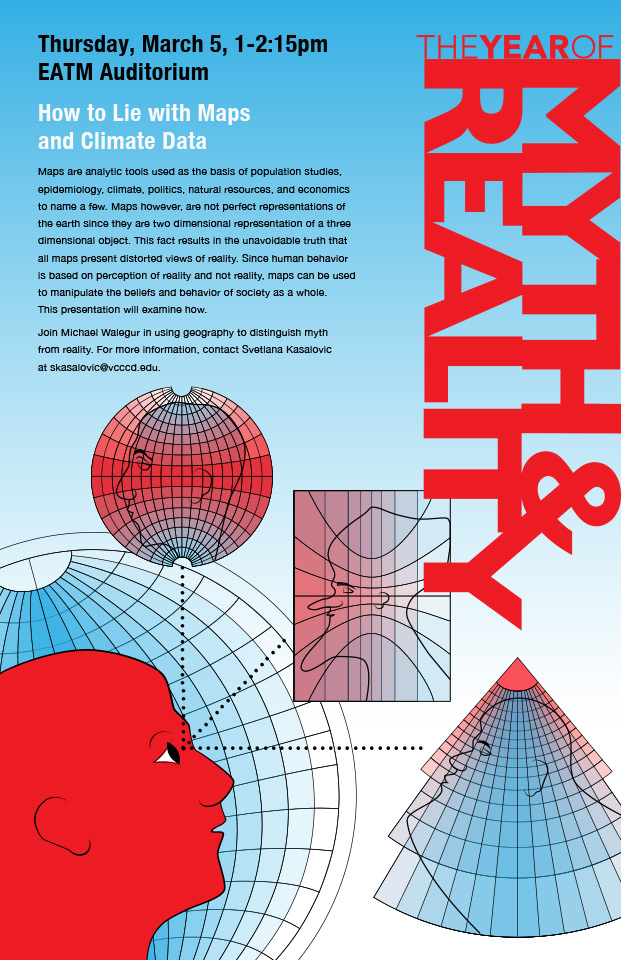 Thursday, March 5, 1-2:15pm
EATM Auditorium
How to Lie with Maps
and Climate Data
Maps are analytic tools used as the basis of population studies,
epidemiology, climate, politics, natural resources, and economics
to name a few. Maps however, are not perfect representations of
the earth since they are two dimensional representation of a three
dimensional object. This fact results in the unavoidable truth that
all maps present distorted views of reality. Since human behavior
is based on perception of reality and not reality, maps can be used
to manipulate the beliefs and behavior of society as a whole.
This presentation will examine how.
Join Michael Walegur in using geography to distinguish myth
from reality. For more information, contact Svetlana Kasalovic
at skasalovic@vcccd.edu.
THEYEAROF
MYTH&
REALITY